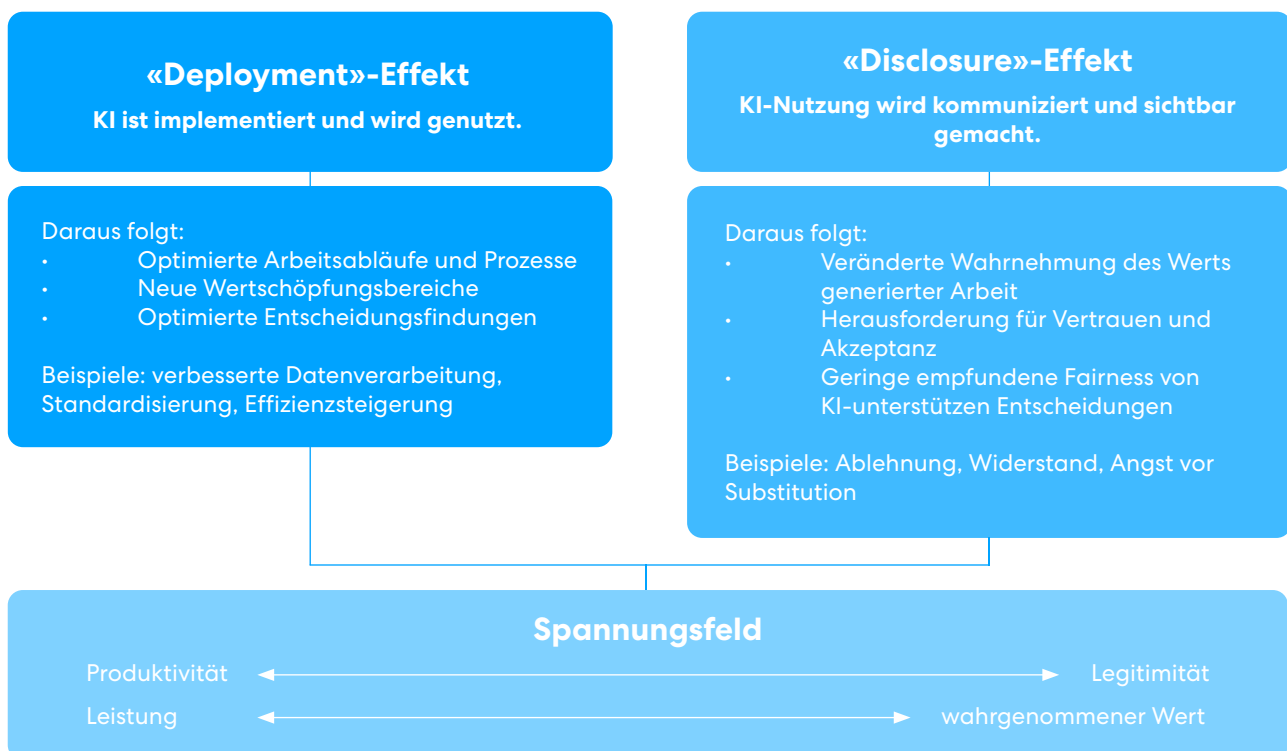 «Deployment»-Effekt
KI ist implementiert und wird genutzt.
Daraus folgt:
• Optimierte Arbeitsabläufe und Prozesse
• Neue Wertschöpfungsbereiche
• Optimierte Entscheidungsfindungen
Beispiele: verbesserte Datenverarbeitung,
Standardisierung, Effizienzsteigerung
«Disclosure»-Effekt
KI-Nutzung wird kommuniziert und sichtbar
gemacht.
Daraus folgt:
• Veränderte Wahrnehmung des Werts
generierter Arbeit
• Herausforderung für Vertrauen und
Akzeptanz
• Geringe empfundene Fairness von
KI-unterstützen Entscheidungen
Beispiele: Ablehnung, Widerstand, Angst vor
Substitution
Spannungsfeld
Produktivität Legitimität
Leistung wahrgenommener Wert